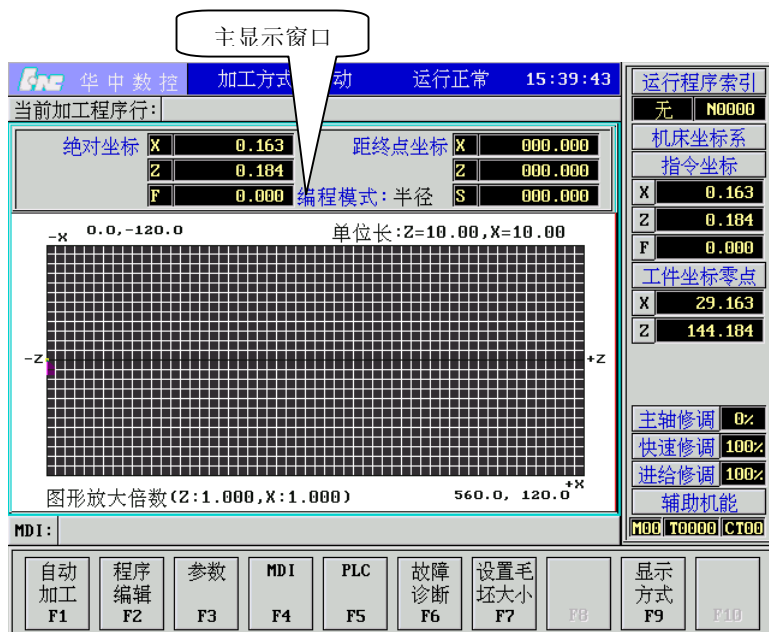 主显示窗口
华中数控 加工方式 动 运行正常 15:39:43
当前加工程序行:
绝对坐标 X 0.163 距终点坐标 X 000.000
Z 0.184 Z 000.000
F 0.000 编程模式:半径 S 000.000
-X 0.0,-120.0 单位长:Z=10.00,X=10.00
-Z +Z
+X
图形放大倍数(Z:1.000,X:1.000) 560.0, 120.0
MDI:
运行程序索引
无 N0000
机床坐标系
指令坐标
X 0.163
Z 0.184
F 0.000
工件坐标零点
X 29.163
Z 144.184
主轴修调 0%
快速修调 100%
进给修调 100%
辅助机能
M00 T0000 CT00
自动加工 F1
程序编辑 F2
参数 F3
MDI F4
PLC F5
故障诊断 F6
设置毛坯大小 F7
F8
显示方式 F9
F10